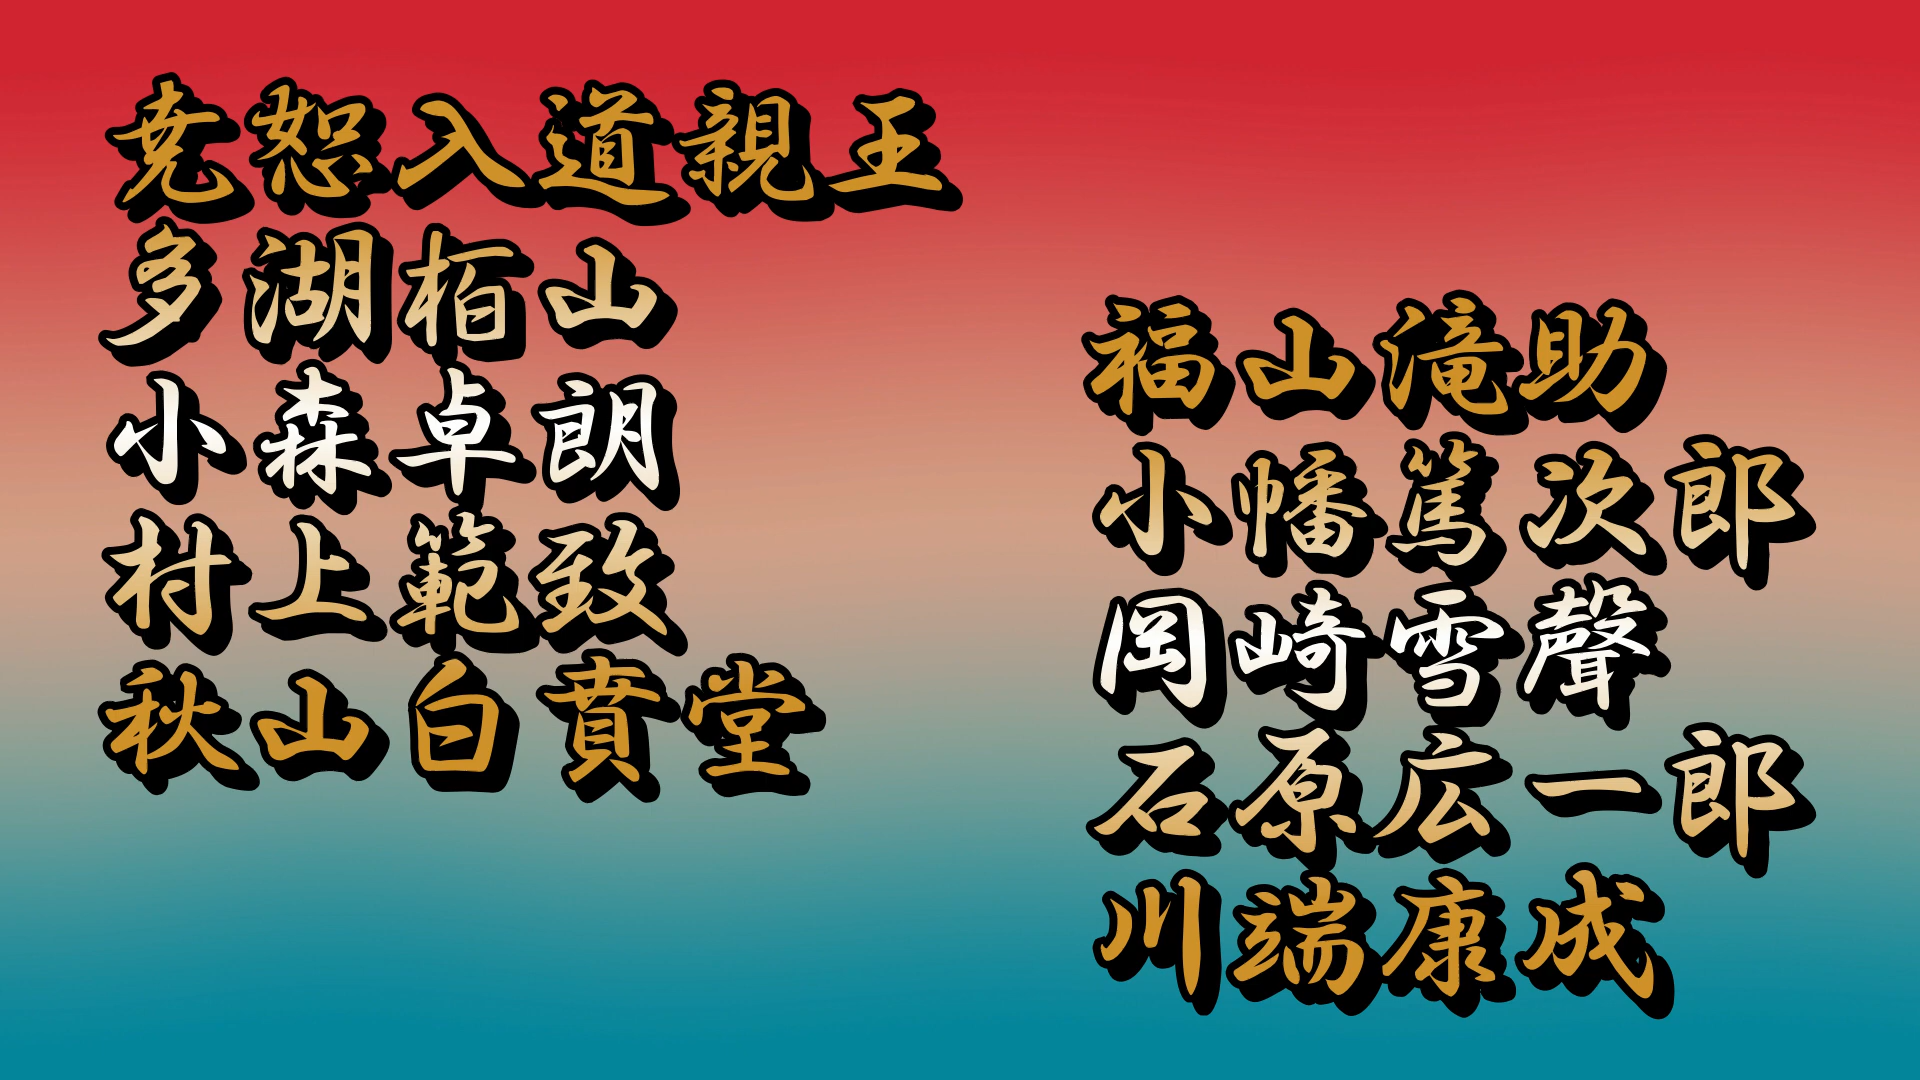 尭恕入道親王
多湖栢山
小森卓朗
村上範致
秋山白賁堂
福山滝助
小幡篤次郎
岡崎雪聲
石原広一郎
川端康成